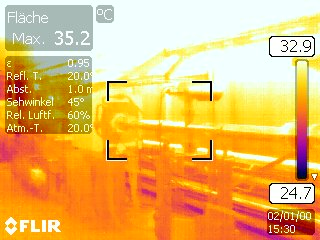 Fläche °C
Max. 35.2
ε 0.95
Refl. T. 20.0°
Abst. 1.0 m
Sehwinkel 45°
Rel. Luftf. 60%
Atm.-T. 20.0°
32.9
24.7
02/01/00
15:30
FLIR